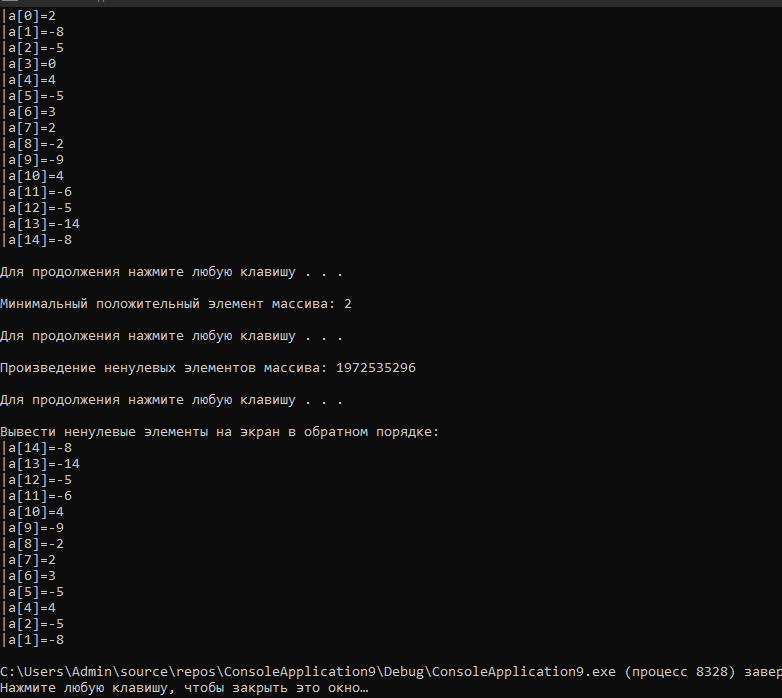 |a[0]=2
|a[1]=-8
|a[2]=-5
|a[3]=0
|a[4]=4
|a[5]=-5
|a[6]=3
|a[7]=2
|a[8]=-2
|a[9]=-9
|a[10]=4
|a[11]=-6
|a[12]=-5
|a[13]=-14
|a[14]=-8
Для продолжения нажмите любую клавишу . . .
Минимальный положительный элемент массива: 2
Для продолжения нажмите любую клавишу . . .
Произведение ненулевых элементов массива: 1972535296
Для продолжения нажмите любую клавишу . . .
Вывести ненулевые элементы на экран в обратном порядке:
|a[14]=-8
|a[13]=-14
|a[12]=-5
|a[11]=-6
|a[10]=4
|a[9]=-9
|a[8]=-2
|a[7]=2
|a[6]=3
|a[5]=-5
|a[4]=4
|a[2]=-5
|a[1]=-8
C:\Users\Admin\source\repos\ConsoleApplication9\Debug\ConsoleApplication9.exe (процесс 8328) завер
Нажмите любую клавишу, чтобы закрыть это окно…